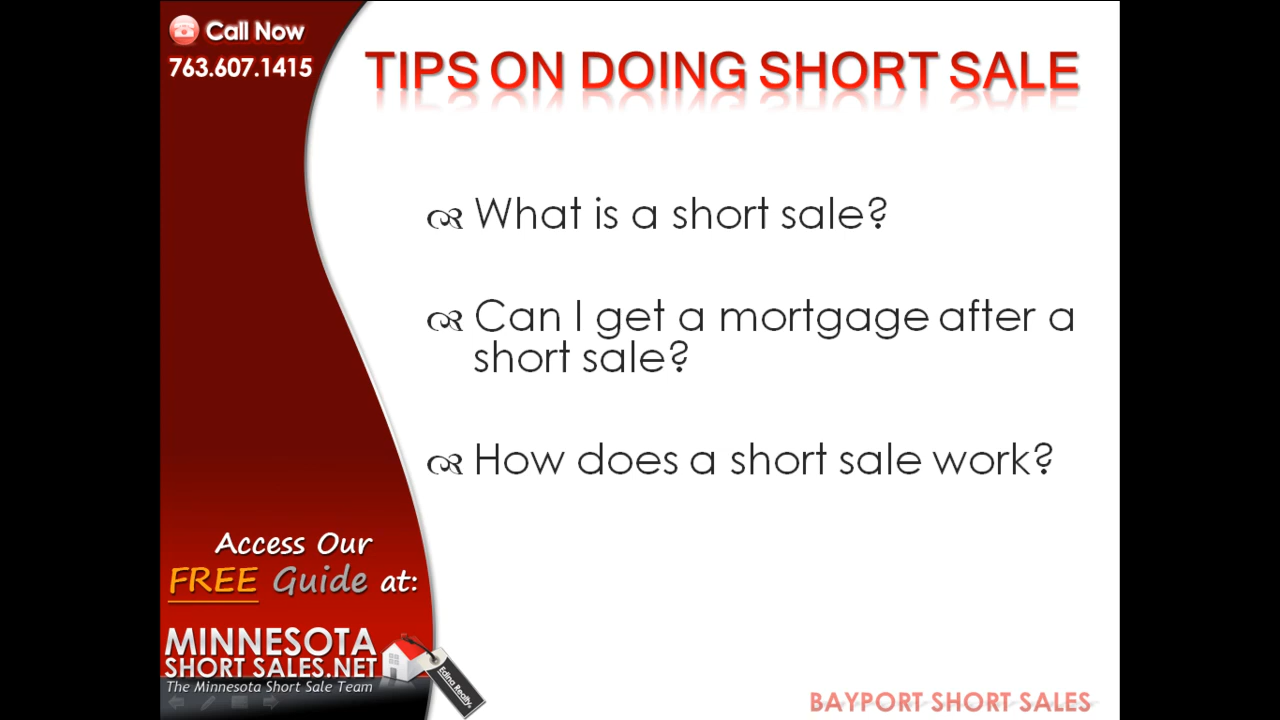 Call Now
763.607.1415
TIPS ON DOING SHORT SALE
What is a short sale?
Can I get a mortgage after a
short sale?
How does a short sale work?
Access Our
FREE Guide at:
MINNESOTA
SHORT SALES.NET
The Minnesota Short Sale Team
Edina Realty.
BAYPORT SHORT SALES